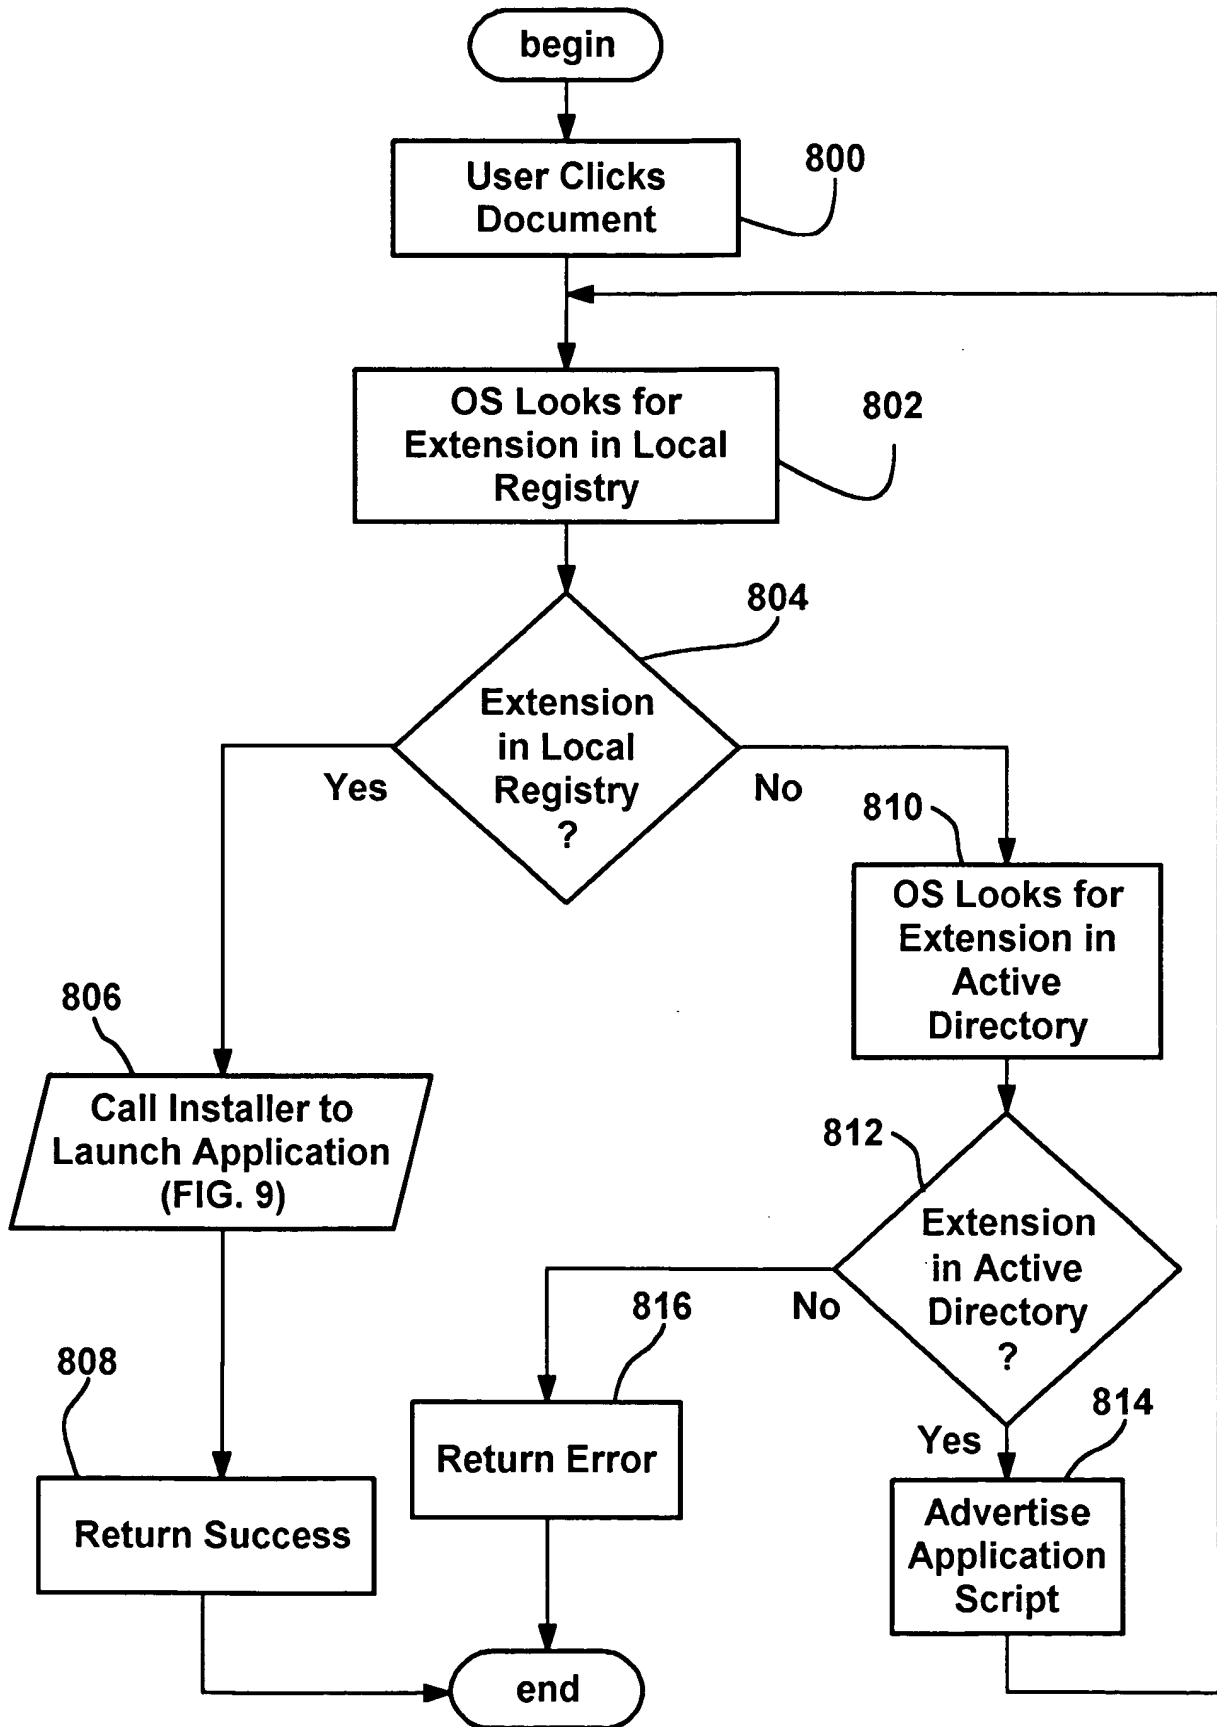 begin
800
User Clicks
Document
802
OS Looks for
Extension in Local
Registry
804
Extension
in Local
Registry
?
Yes
No
810
OS Looks for
Extension in
Active
Directory
806
Call Installer to
Launch Application
(FIG. 9)
812
Extension
in Active
Directory
?
No
816
Yes
814
808
Return Error
Return Success
Advertise
Application
Script
end